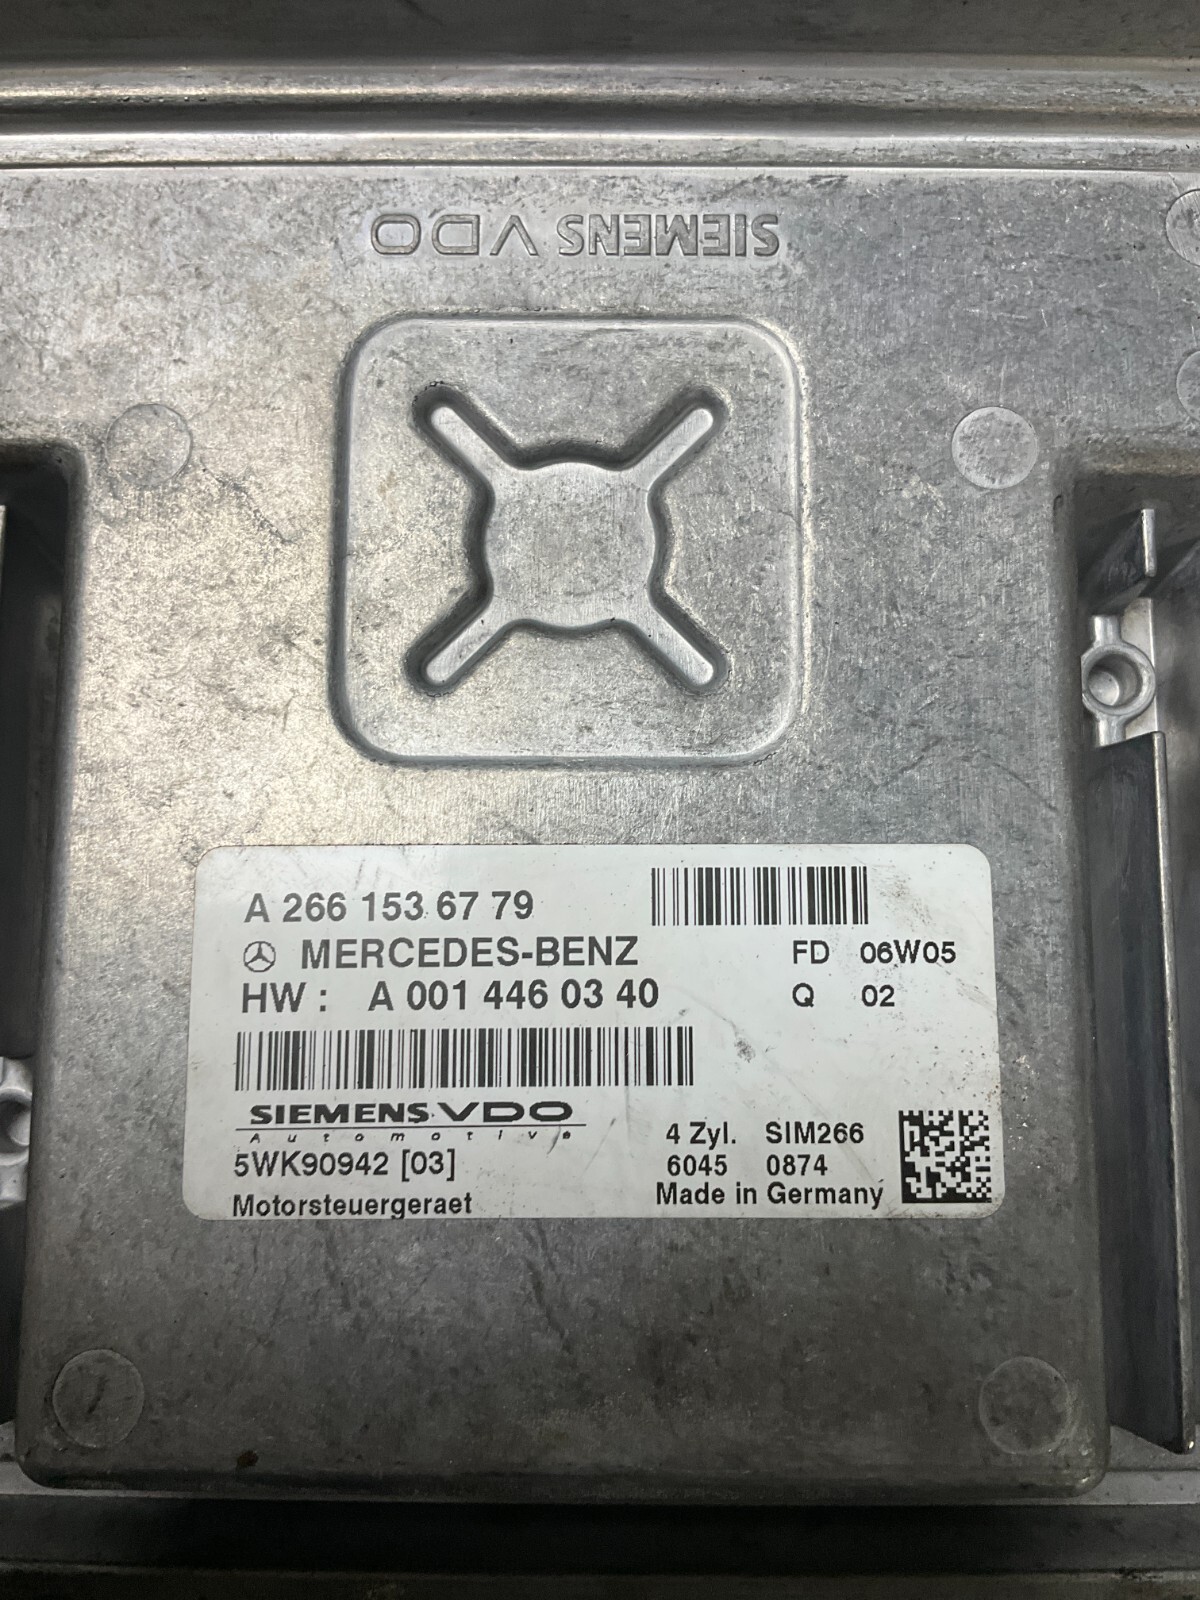 SIEMENS VDO
A 266 153 67 79
MERCEDES-BENZ
FD 06W05
HW : A 001 446 03 40
Q 02
SIEMENS VDO
Automotive
4 Zyl. SIM266
5WK90942 [03]
6045 0874
Motorsteuergeraet
Made in Germany